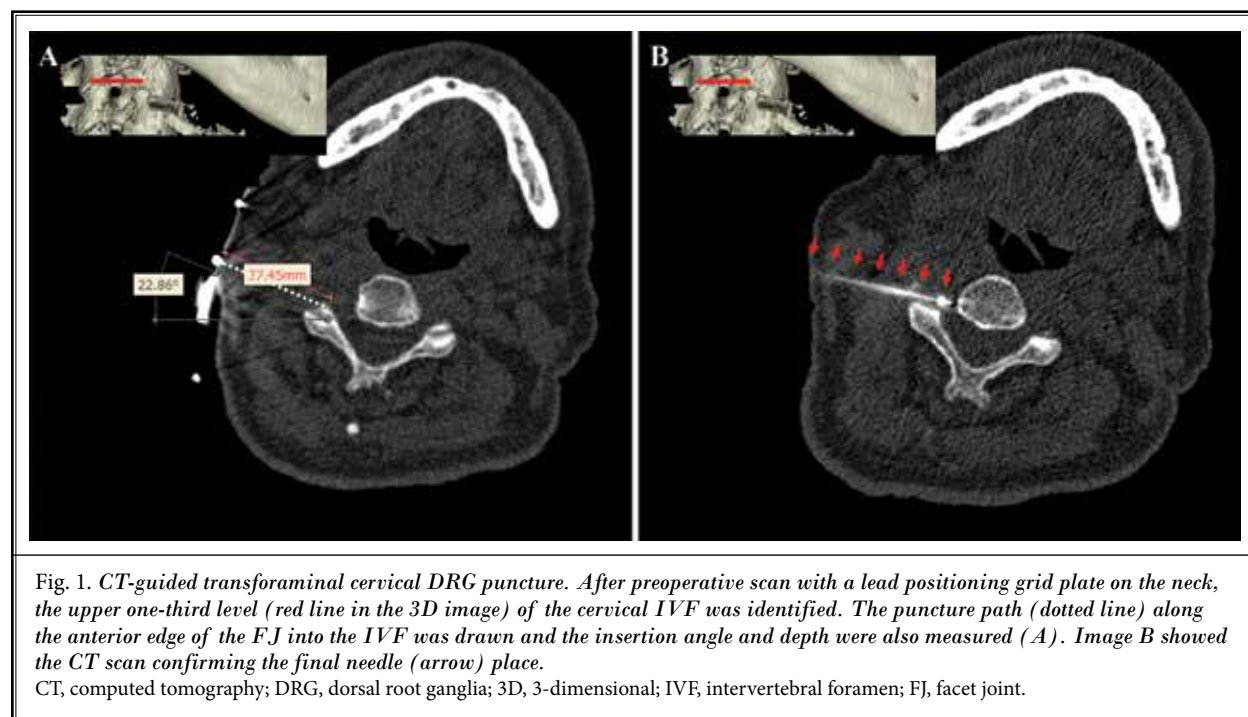 A
B
22.86°
27.45mm
Fig. 1. CT-guided transforaminal cervical DRG puncture. After preoperative scan with a lead positioning grid plate on the neck,
the upper one-third level (red line in the 3D image) of the cervical IVF was identified. The puncture path (dotted line) along
the anterior edge of the FJ into the IVF was drawn and the insertion angle and depth were also measured (A). Image B showed
the CT scan confirming the final needle (arrow) place.
CT, computed tomography; DRG, dorsal root ganglia; 3D, 3-dimensional; IVF, intervertebral foramen; FJ, facet joint.